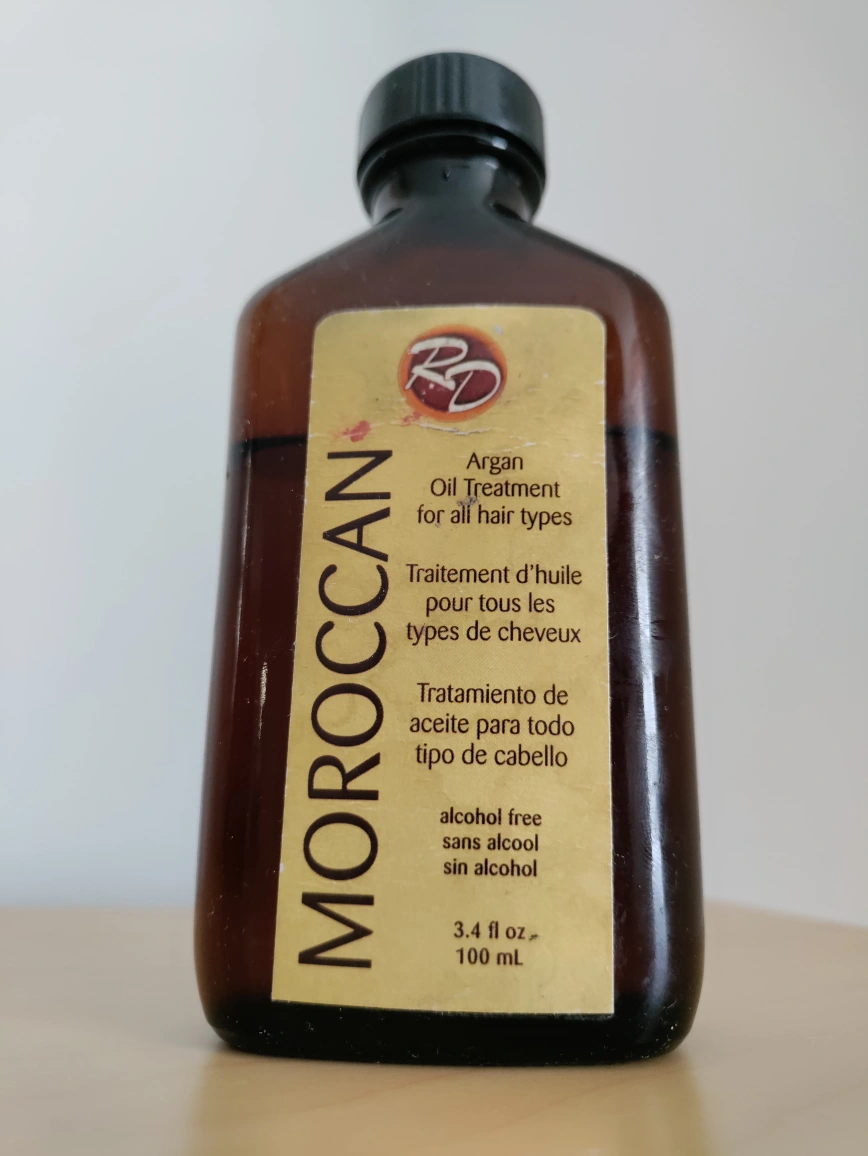 RD
MOROCCAN
Argan
Oil Treatment
for all hair types
Traitement d'huile
pour tous les
types de cheveux
Tratamiento de
aceite para todo
tipo de cabello
alcohol free
sans alcool
sin alcohol
3.4 fl oz
100 mL